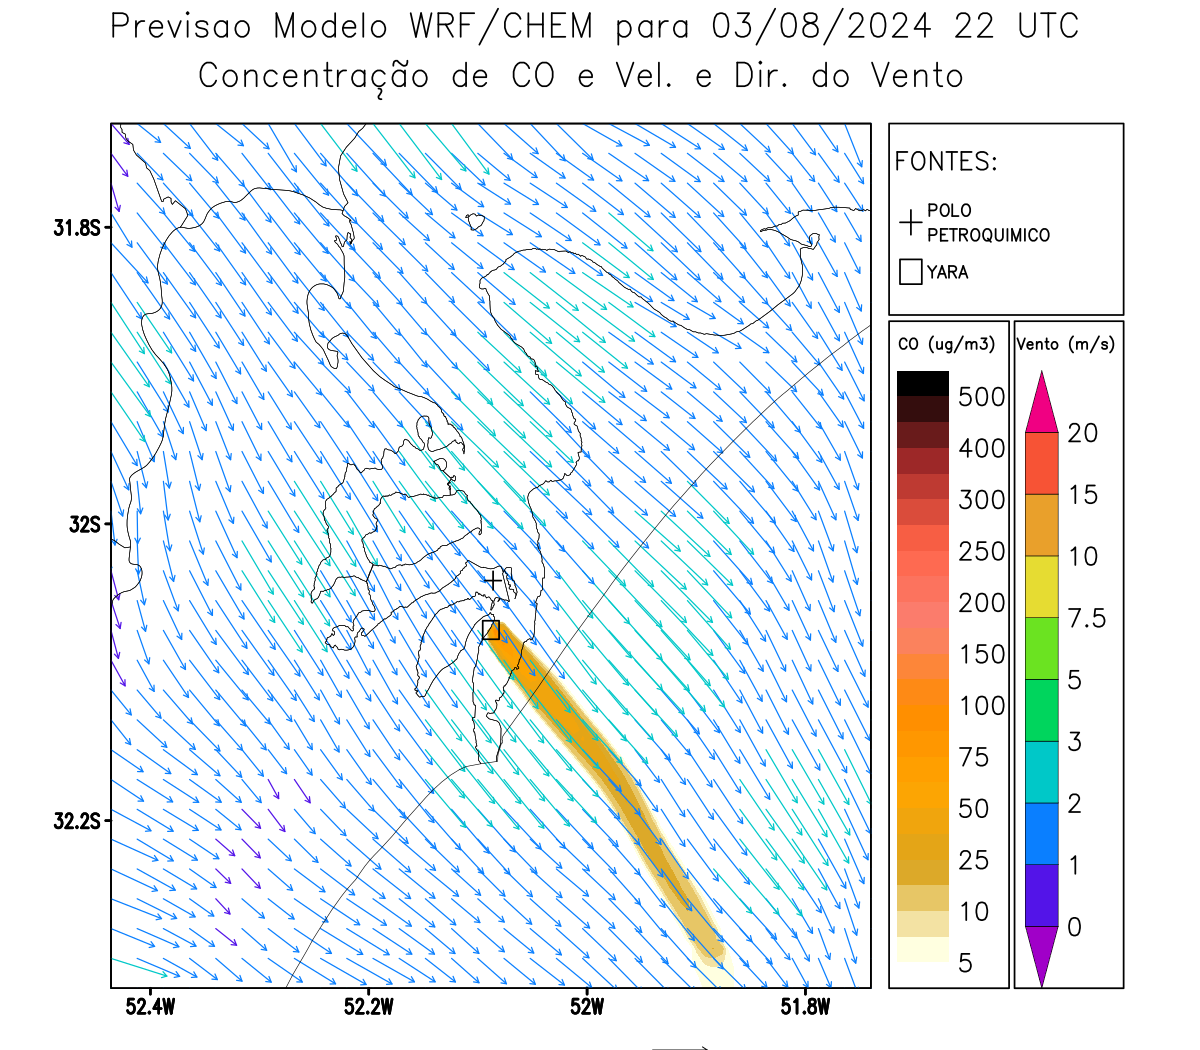 Previsao Modelo WRF/CHEM para 03/08/2024 22 UTC
Concentração de CO e Vel. e Dir. do Vento
FONTES:
POLO
PETROQUIMICO
YARA
CO (ug/m3)
500
400
300
250
200
150
100
75
50
25
10
5
Vento (m/s)
20
15
10
7.5
5
3
2
1
0
31.8S
32S
32.2S
52.4W
52.2W
52W
51.8W